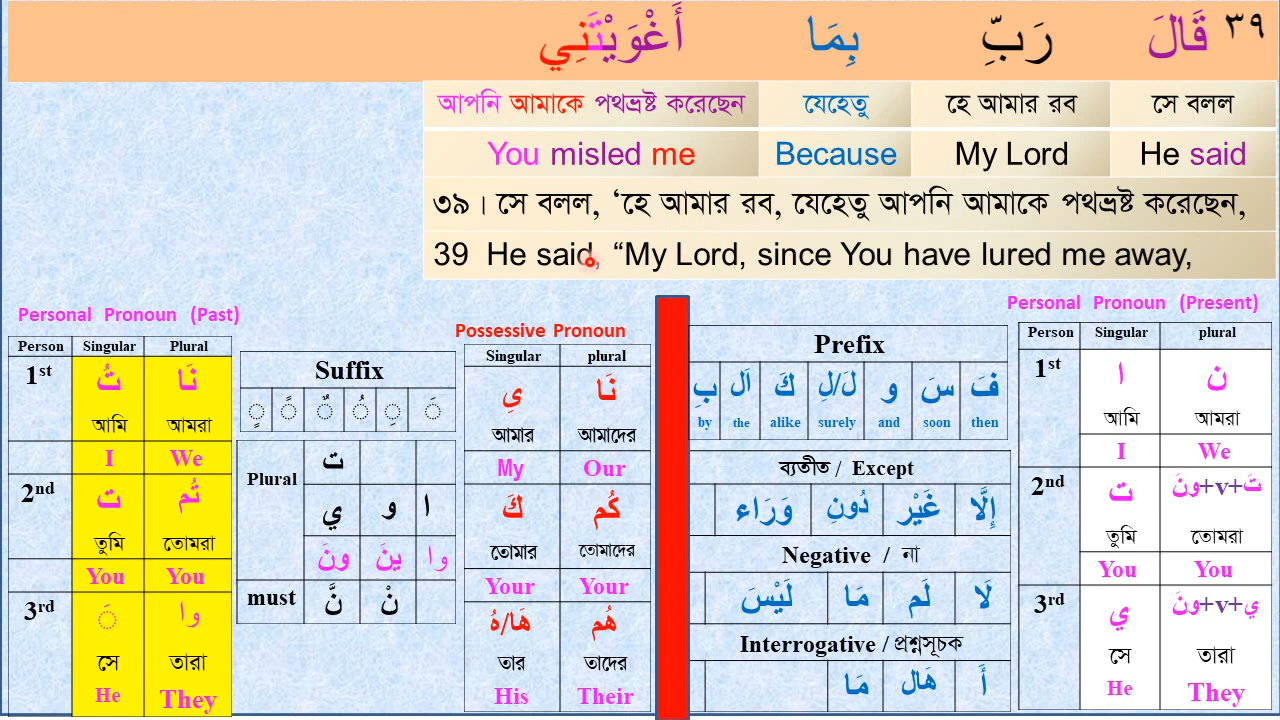 ٣٩ قَالَ رَبِّ بِمَا أَغْوَيْتَنِي
আপনি আমাকে পথভ্রষ্ট করেছেন যেহেতু হে আমার রব সে বলল
You misled me Because My Lord He said
৩৯। সে বলল, ‘হে আমার রব, যেহেতু আপনি আমাকে পথভ্রষ্ট করেছেন,
39 He said, “My Lord, since You have lured me away,
Personal Pronoun (Past)
Person Singular Plural
1st تُ نَا
আমি আমরা
I We
2nd ت تُم
তুমি তোমরা
You You
3rd َ وا
সে তারা
He They
Suffix
ٍ ً ٌ ُ ِ َ
Plural ت
ي و ا
ونَ ينَ وا
must نَّ نْ
Possessive Pronoun
Singular plural
يِ نَا
আমার আমাদের
My Our
كَ كُم
তোমার তোমাদের
Your Your
هَا/هُ هُم
তার তাদের
His Their
Prefix
بِ اَل كَ لَ/لِ و سَ فَ
by the alike surely and soon then
ব্যতীত / Except
وَرَاء دُونِ غَيْر إِلَّا
Negative / না
لَيْسَ مَا لَم لَا
Interrogative / প্রশ্নসূচক
مَا هَال أَ
Personal Pronoun (Present)
Person Singular plural
1st ا ن
আমি আমরা
I We
2nd ت تَ+v+ونَ
তুমি তোমরা
You You
3rd ي ي+v+ونَ
সে তারা
He They